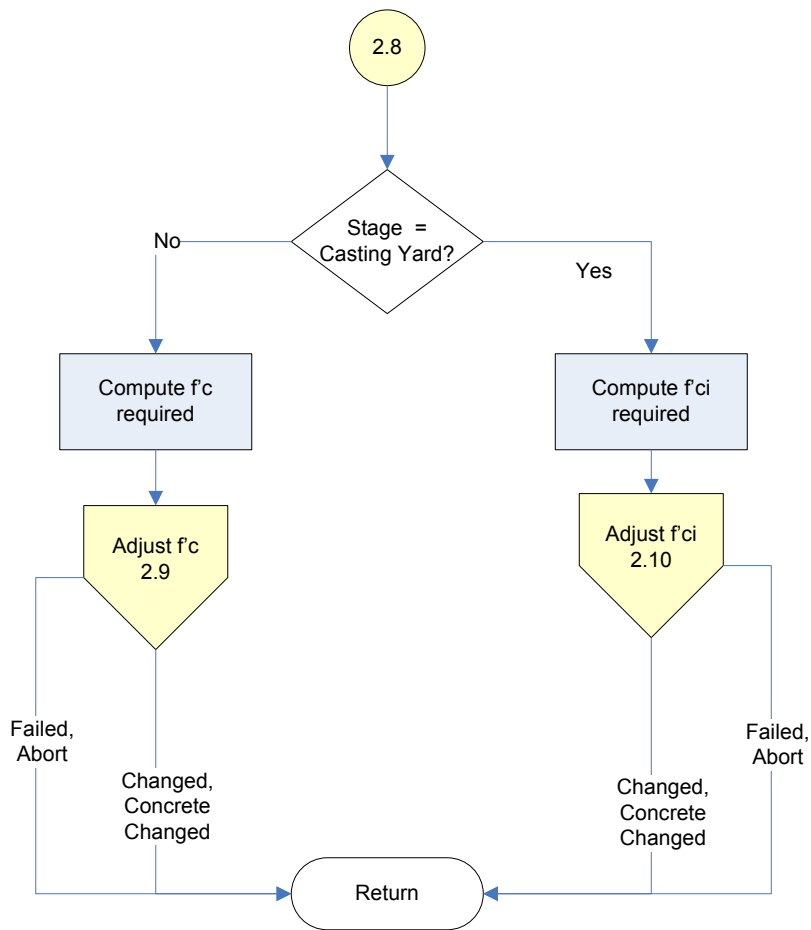 2.8
Stage =
Casting Yard?
No
Yes
Compute f'c
required
Compute f'ci
required
Adjust f'c
2.9
Adjust f'ci
2.10
Failed,
Abort
Changed,
Concrete
Changed
Changed,
Concrete
Changed
Failed,
Abort
Return